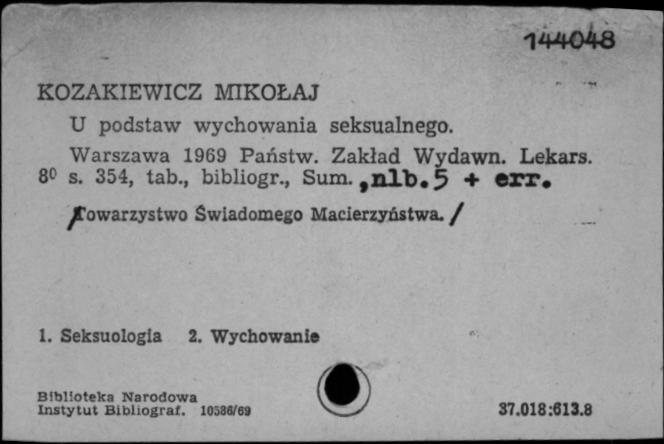 144048
KOZAKIEWICZ MIKOŁAJ
U podstaw wychowania seksualnego.
Warszawa 1969 Państw. Zakład Wydawn. Lekars.
8⁰ s. 354, tab., bibliogr., Sum. ,nlb.5 + err.
/Towarzystwo Świadomego Macierzyństwa. /
1. Seksuologia 2. Wychowanie
Biblioteka Narodowa
Instytut Bibliograf. 10586/69
37.018:613.8